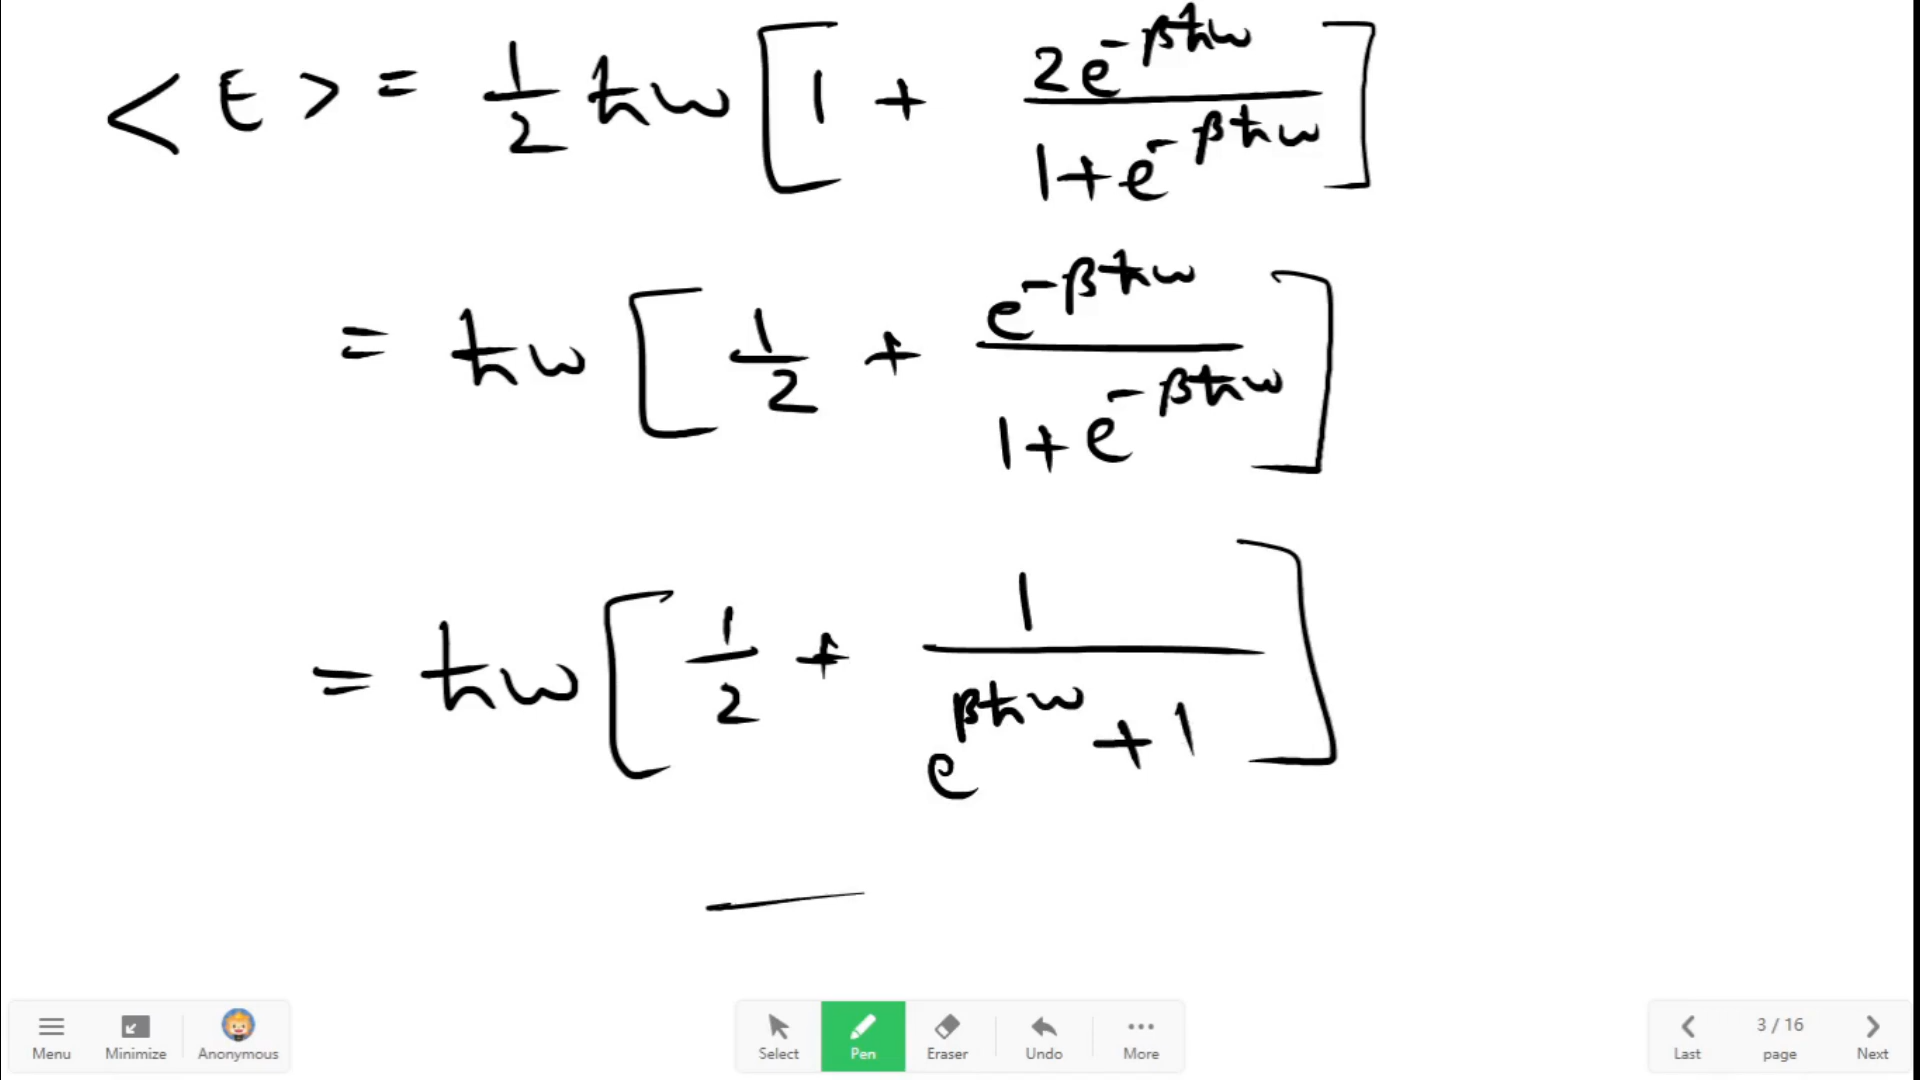 <E> = 1/2 ħω [1 + 2e^{-βħω} / 1+e^{-βħω}]
= ħω [1/2 + e^{-βħω} / 1+e^{-βħω}]
= ħω [1/2 + 1 / e^{βħω}+1]
Menu Minimize Anonymous Select Pen Eraser Undo More Last 3 / 16 page Next